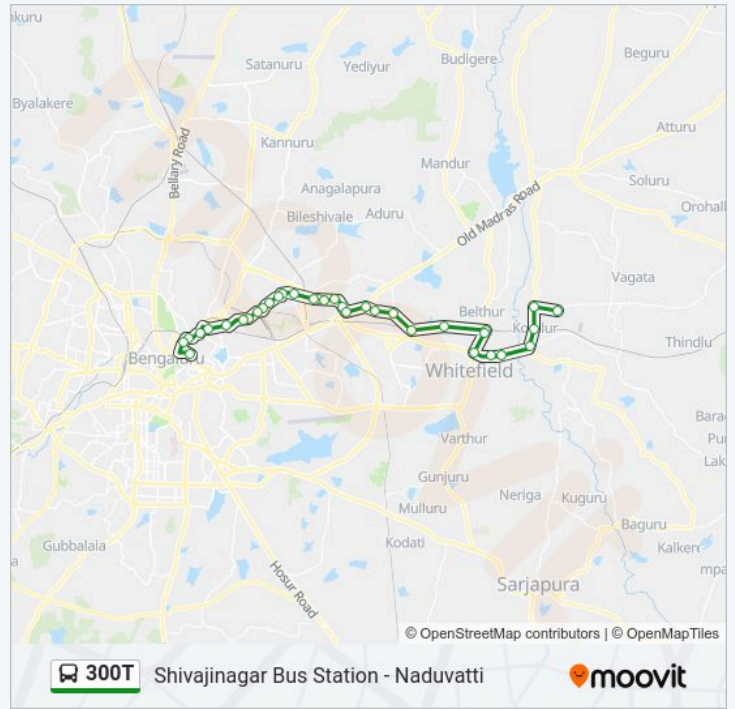 nkuru
Satanuru
Yediyur
Budigere
Beguru
Byalakere
Bellary Road
Kannuru
Atturu
Mandur
Soluru
Anagalapura
Bileshivale
Aduru
Old Madras Road
Orohall
Vagata
Belthur
Bengaluru
Thindlu
Whitefield
Bara
Varthur
Pu
Lak
Gunjuru
Neriga
Kuguru
Mulluru
Baguru
Gubbalala
Kodati
Kalkere
a
Hosur Road
mpa
Sarjapura
© OpenStreetMap contributors | © OpenMapTiles
300T
Shivajinagar Bus Station - Naduvatti
moovit